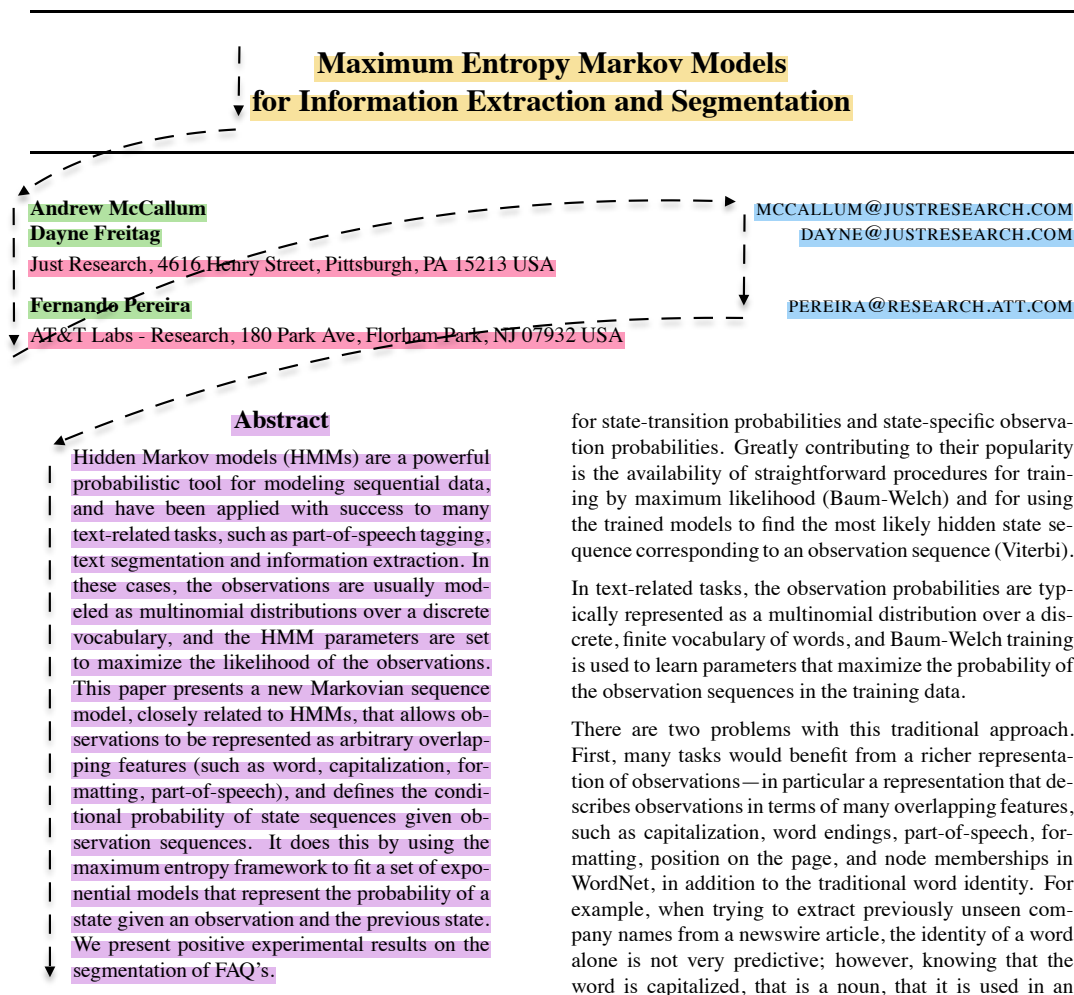 Maximum Entropy Markov Models
for Information Extraction and Segmentation
Andrew McCallum
Dayne Freitag
Just Research, 4616 Henry Street, Pittsburgh, PA 15213 USA
Fernando Pereira
AT&T Labs - Research, 180 Park Ave, Florham Park, NJ 07932 USA
MCCALLUM@JUSTRESEARCH.COM
DAYNE@JUSTRESEARCH.COM
PEREIRA@RESEARCH.ATT.COM
Abstract
Hidden Markov models (HMMs) are a powerful
probabilistic tool for modeling sequential data,
and have been applied with success to many
text-related tasks, such as part-of-speech tagging,
text segmentation and information extraction. In
these cases, the observations are usually mod-
eled as multinomial distributions over a discrete
vocabulary, and the HMM parameters are set
to maximize the likelihood of the observations.
This paper presents a new Markovian sequence
model, closely related to HMMs, that allows ob-
servations to be represented as arbitrary overlap-
ping features (such as word, capitalization, for-
matting, part-of-speech), and defines the condi-
tional probability of state sequences given ob-
servation sequences. It does this by using the
maximum entropy framework to fit a set of expo-
nential models that represent the probability of a
state given an observation and the previous state.
We present positive experimental results on the
segmentation of FAQ's.
for state-transition probabilities and state-specific observa-
tion probabilities. Greatly contributing to their popularity
is the availability of straightforward procedures for train-
ing by maximum likelihood (Baum-Welch) and for using
the trained models to find the most likely hidden state se-
quence corresponding to an observation sequence (Viterbi).
In text-related tasks, the observation probabilities are typ-
ically represented as a multinomial distribution over a dis-
crete, finite vocabulary of words, and Baum-Welch training
is used to learn parameters that maximize the probability of
the observation sequences in the training data.
There are two problems with this traditional approach.
First, many tasks would benefit from a richer representa-
tion of observations—in particular a representation that de-
scribes observations in terms of many overlapping features,
such as capitalization, word endings, part-of-speech, for-
matting, position on the page, and node memberships in
WordNet, in addition to the traditional word identity. For
example, when trying to extract previously unseen com-
pany names from a newswire article, the identity of a word
alone is not very predictive; however, knowing that the
word is capitalized, that is a noun, that it is used in an